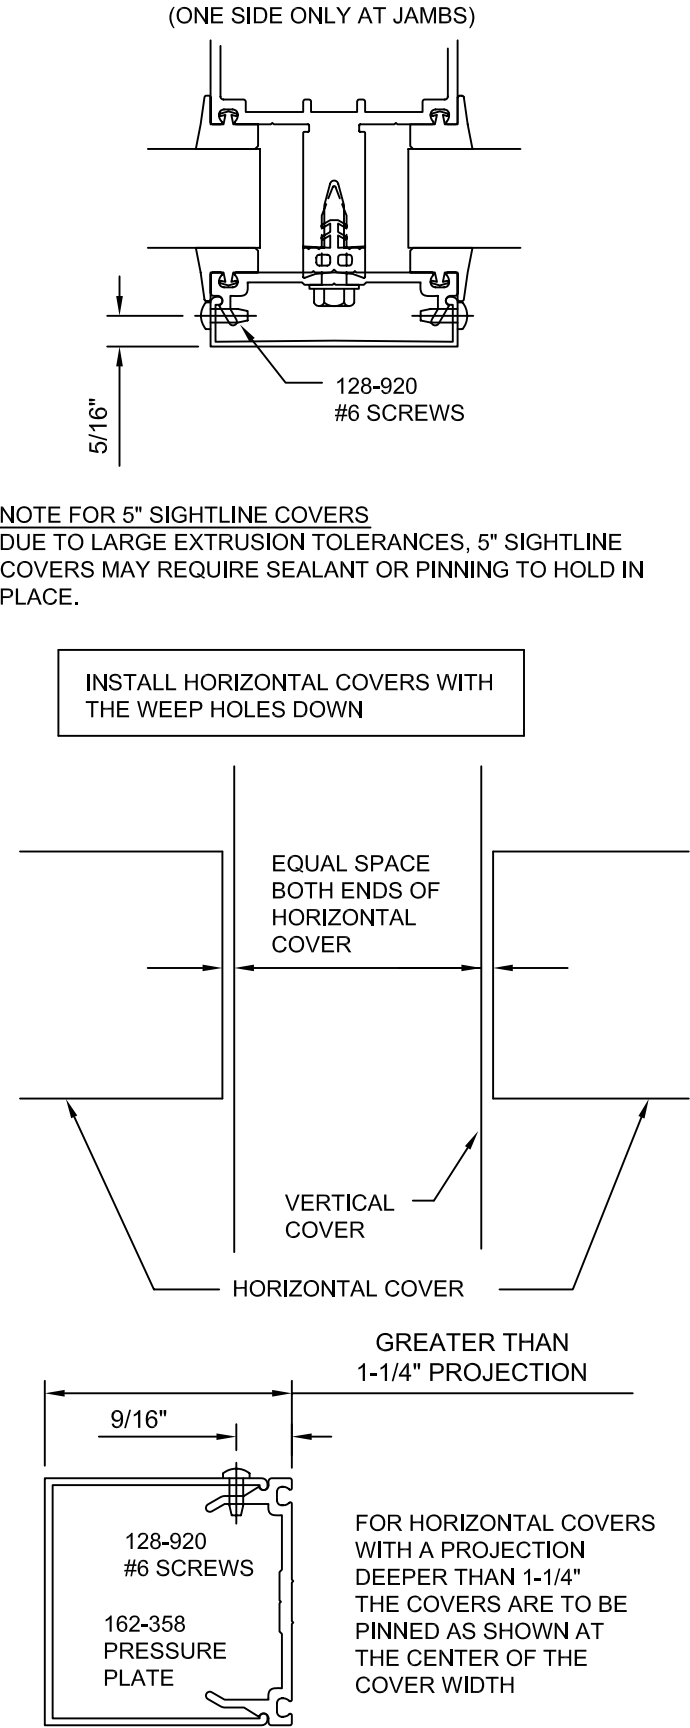 (ONE SIDE ONLY AT JAMBS)
128-920
#6 SCREWS
5/16"
NOTE FOR 5" SIGHTLINE COVERS
DUE TO LARGE EXTRUSION TOLERANCES, 5" SIGHTLINE
COVERS MAY REQUIRE SEALANT OR PINNING TO HOLD IN
PLACE.
INSTALL HORIZONTAL COVERS WITH
THE WEEP HOLES DOWN
EQUAL SPACE
BOTH ENDS OF
HORIZONTAL
COVER
VERTICAL
COVER
HORIZONTAL COVER
GREATER THAN
1-1/4" PROJECTION
9/16"
128-920
#6 SCREWS
162-358
PRESSURE
PLATE
FOR HORIZONTAL COVERS
WITH A PROJECTION
DEEPER THAN 1-1/4"
THE COVERS ARE TO BE
PINNED AS SHOWN AT
THE CENTER OF THE
COVER WIDTH